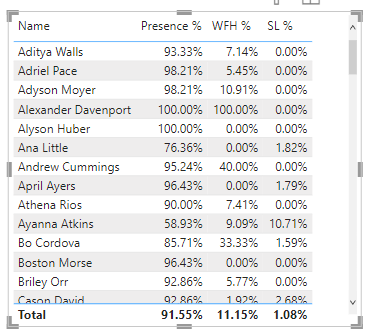 Name Presence % WFH % SL %
Aditya Walls 93.33% 7.14% 0.00%
Adriel Pace 98.21% 5.45% 0.00%
Adyson Moyer 98.21% 10.91% 0.00%
Alexander Davenport 100.00% 100.00% 0.00%
Alyson Huber 100.00% 0.00% 0.00%
Ana Little 76.36% 0.00% 1.82%
Andrew Cummings 95.24% 40.00% 0.00%
April Ayers 96.43% 0.00% 1.79%
Athena Rios 90.00% 7.41% 0.00%
Ayanna Atkins 58.93% 9.09% 10.71%
Bo Cordova 85.71% 33.33% 1.59%
Boston Morse 96.43% 0.00% 0.00%
Briley Orr 92.86% 5.77% 0.00%
Cason David 92.86% 1.92% 2.68%
Total 91.55% 11.15% 1.08%